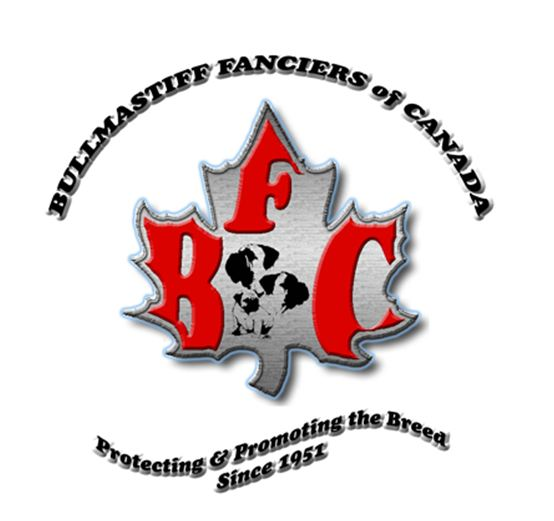 BULLMASTIFF FANCIERS of CANADA
F
B C
Protecting & Promoting the Breed
Since 1951